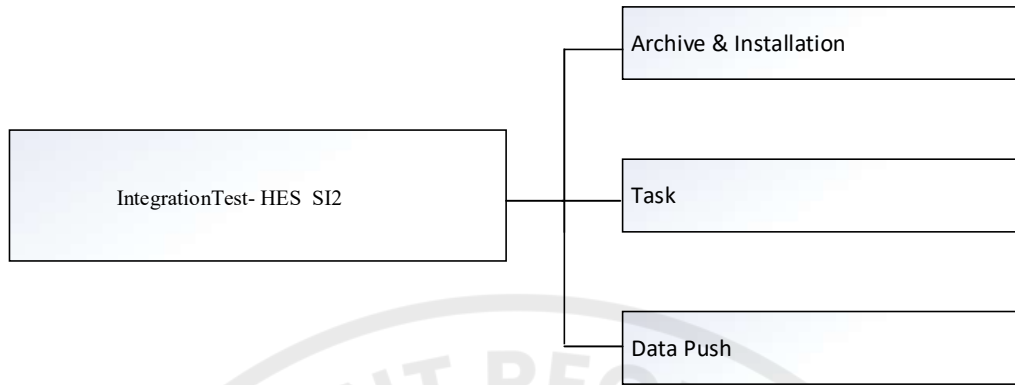 Archive & Installation
IntegrationTest- HES SI2
Task
Data Push